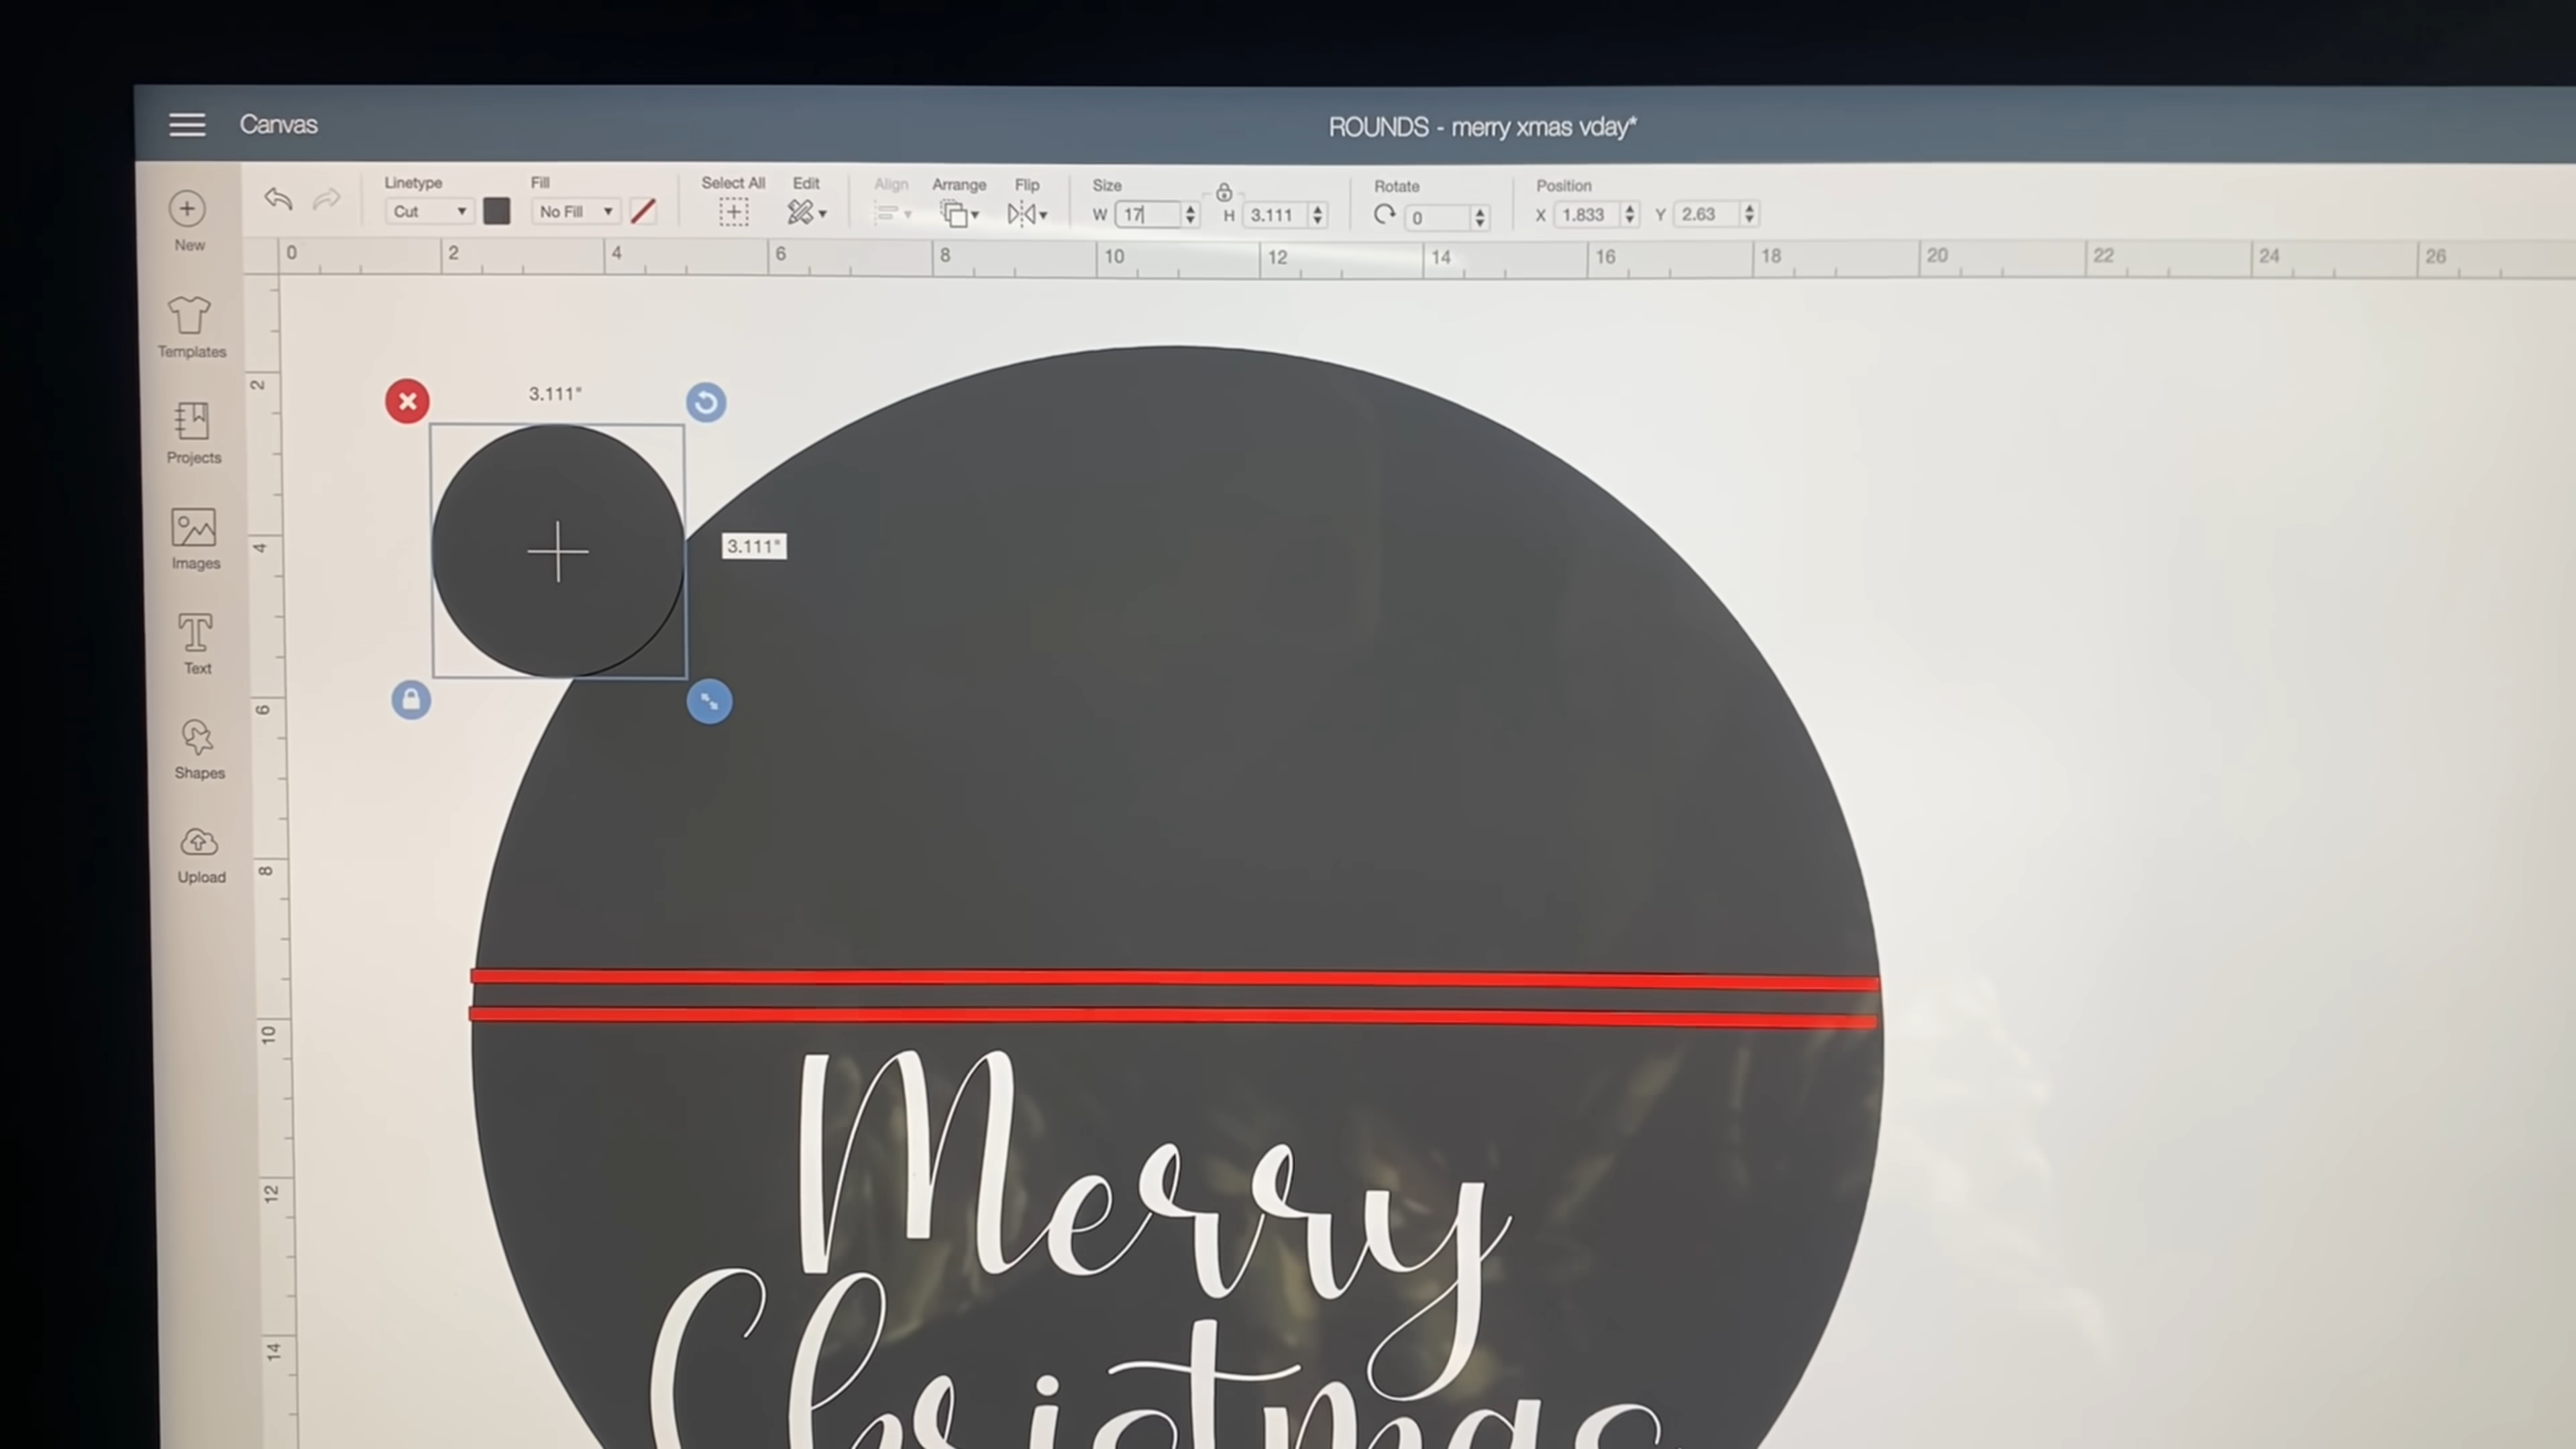 Canvas
ROUNDS - merry xmas vday*
Linetype
Fill
Select All
Edit
Align
Arrange
Flip
Size
Rotate
Position
Cut
No Fill
W 17
H 3.111
0
X 1.833
Y 2.63
0 2 4 6 8 10 12 14 16 18 20 22 24 26
New
Templates
Projects
Images
Text
Shapes
Upload
2
4
6
8
10
12
14
3.111"
3.111"
Merry
Christmas